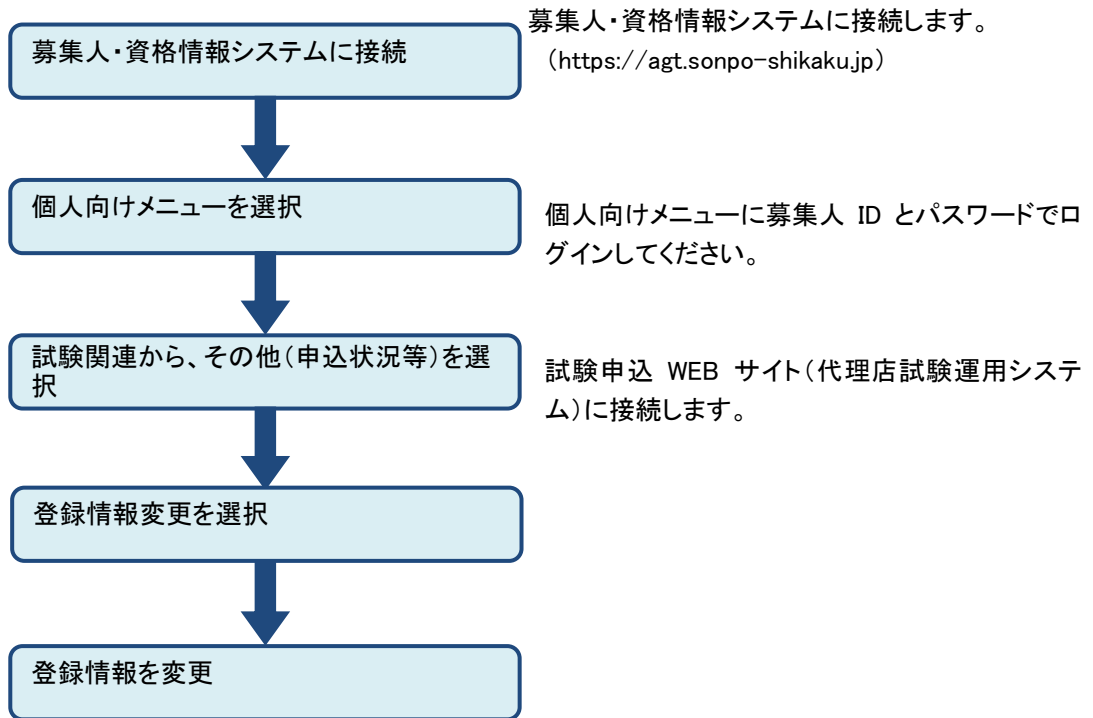 募集人・資格情報システムに接続
募集人・資格情報システムに接続します。
（https://agt.sonpo-shikaku.jp）
個人向けメニューを選択
個人向けメニューに募集人 ID とパスワードでロ
グインしてください。
試験関連から、その他（申込状況等）を選
択
試験申込 WEB サイト（代理店試験運用システ
ム）に接続します。
登録情報変更を選択
登録情報を変更